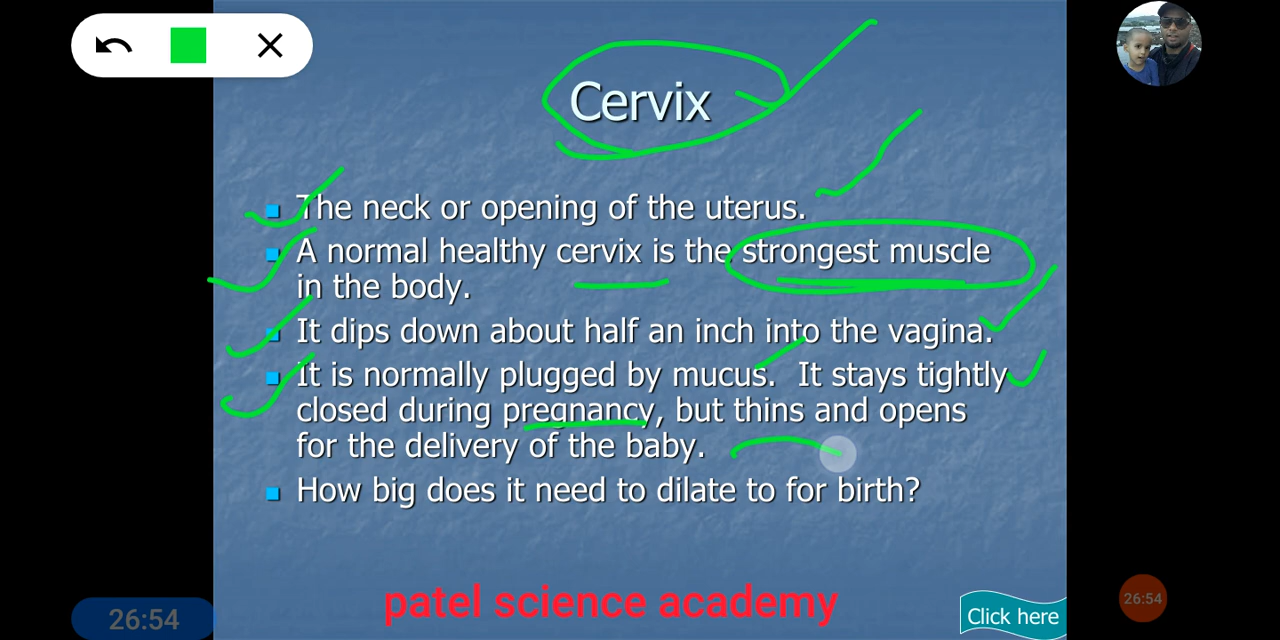 Cervix
The neck or opening of the uterus.
A normal healthy cervix is the strongest muscle
in the body.
It dips down about half an inch into the vagina.
It is normally plugged by mucus. It stays tightly
closed during pregnancy, but thins and opens
for the delivery of the baby.
How big does it need to dilate to for birth?
patel science academy
Click here
26:54
26:54